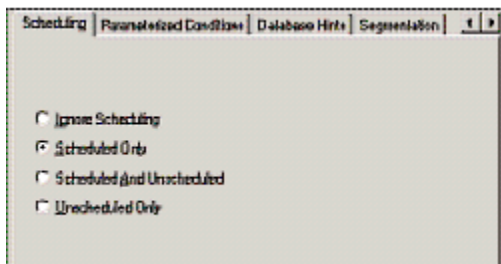 Scheduling Parameterized Conditions Database Hints Segmentation
Ignore Scheduling
Scheduled Only
Scheduled And Unscheduled
Unscheduled Only